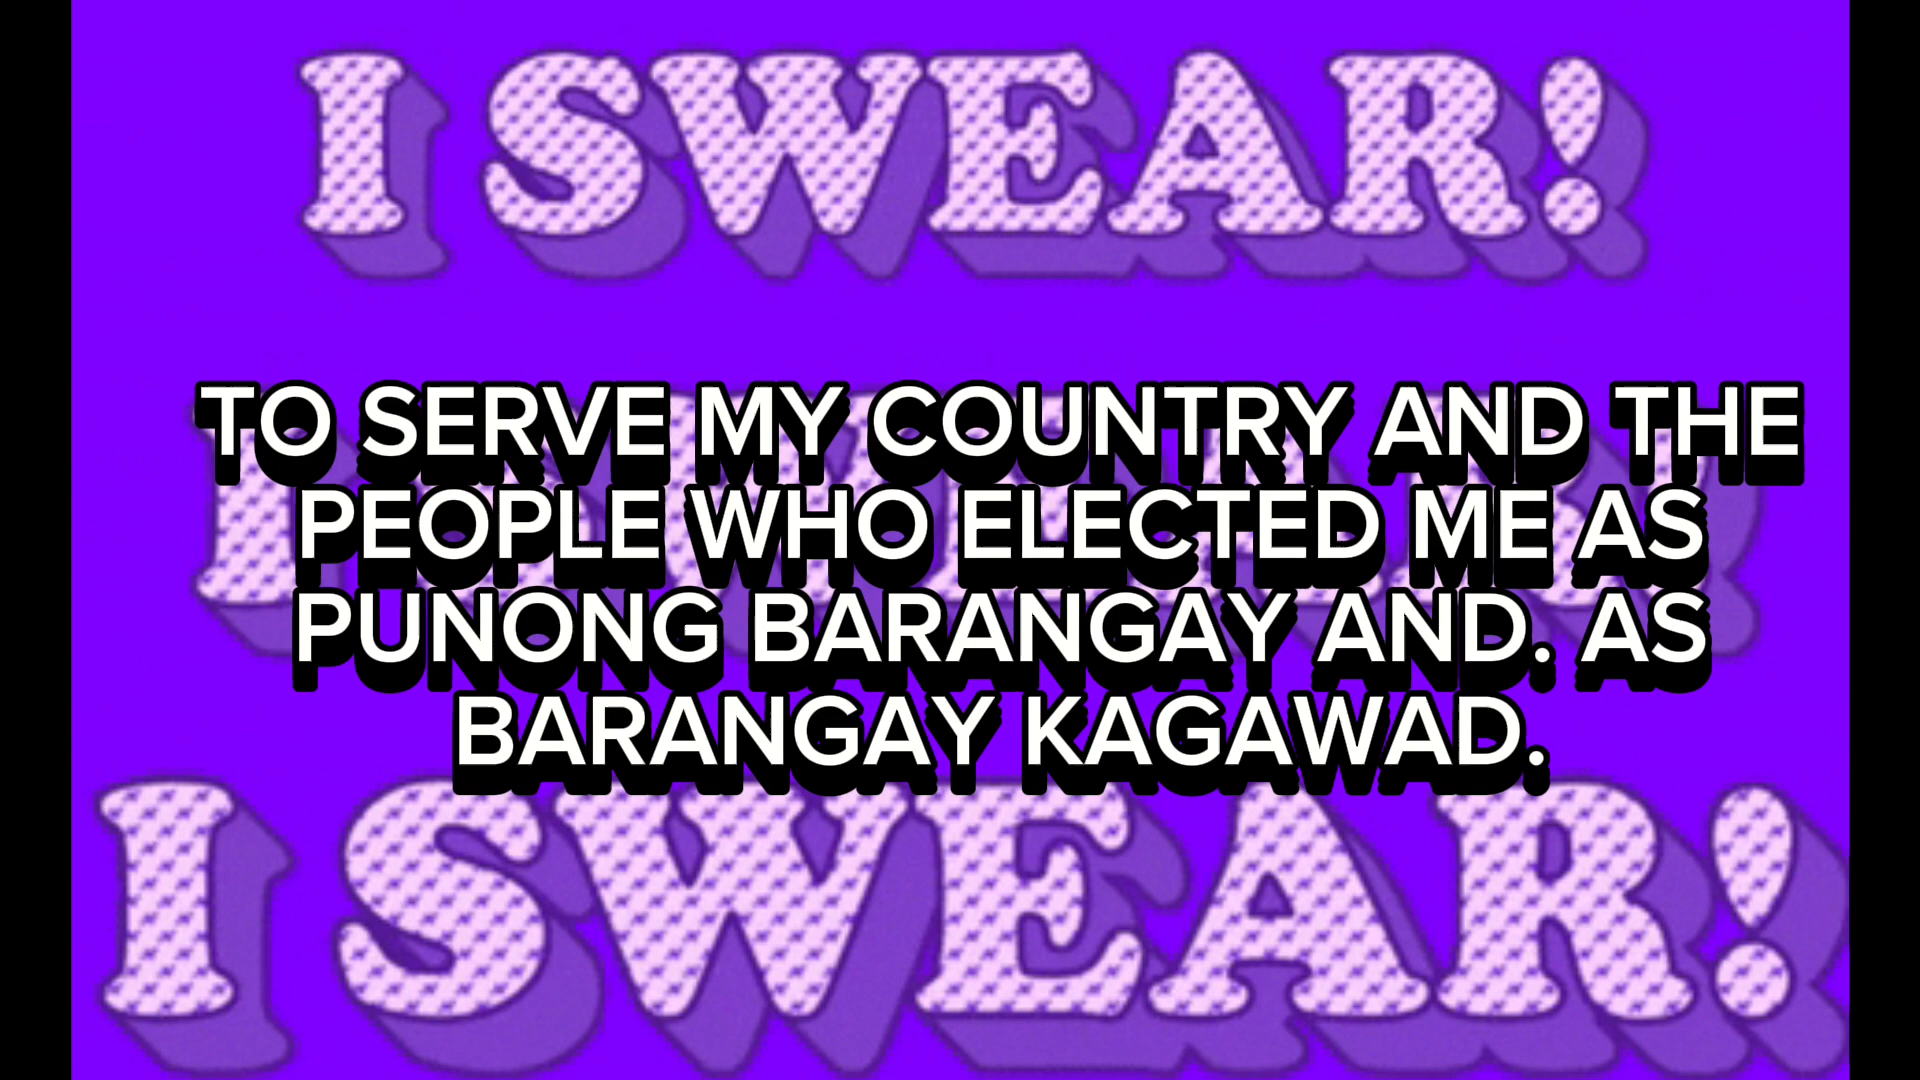 I SWEAR!
TO SERVE MY COUNTRY AND THE
PEOPLE WHO ELECTED ME AS
PUNONG BARANGAY AND. AS
BARANGAY KAGAWAD.
I SWEAR!